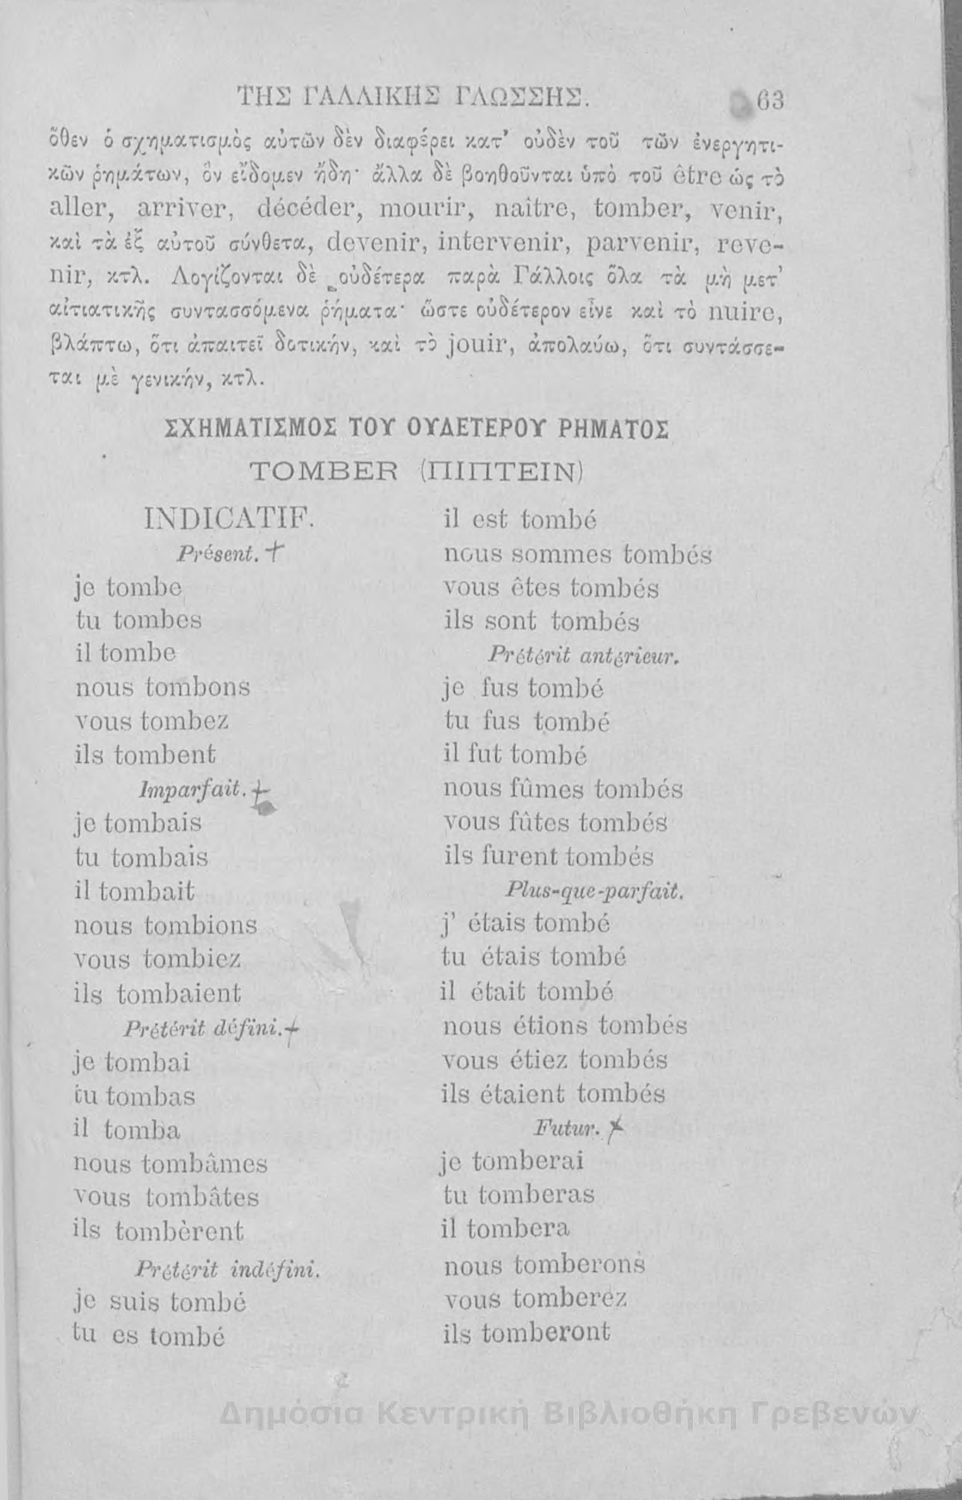 ΤΗΣ ΓΑΛΛΙΚΗΣ ΓΛΩΣΣΗΣ. 63
ὅθεν ὁ σχηματισμὸς αὐτῶν δὲν διαφέρει κατ' οὐδὲν τοῦ τῶν ἐνεργητι-
κῶν ῥημάτων, ὃν εἴδομεν ἤδη· ἄλλα δὲ βοηθοῦνται ὑπὸ τοῦ être ὡς τὸ
aller, arriver, décéder, mourir, naître, tomber, venir,
καὶ τὰ ἐξ αὐτοῦ σύνθετα, devenir, intervenir, parvenir, reve-
nir, κτλ. Λογίζονται δὲ οὐδέτερα παρὰ Γάλλοις ὅλα τὰ μὴ μετ'
αἰτιατικῆς συντασσόμενα ῥήματα· ὥστε οὐδέτερον εἶνε καὶ τὸ nuire,
βλάπτω, ὅτι ἀπαιτεῖ δοτικήν, καὶ τὸ jouir, ἀπολαύω, ὅτι συντάσσε-
ται μὲ γενικήν, κτλ.
ΣΧΗΜΑΤΙΣΜΟΣ ΤΟΥ ΟΥΔΕΤΕΡΟΥ ΡΗΜΑΤΟΣ
TOMBER (ΠΙΠΤΕΙΝ)
INDICATIF.
Présent.
je tombe
tu tombes
il tombe
nous tombons
vous tombez
ils tombent
Imparfait.
je tombais
tu tombais
il tombait
nous tombions
vous tombiez
ils tombaient
Prétérit défini.
je tombai
tu tombas
il tomba
nous tombâmes
vous tombâtes
ils tombèrent
Prétérit indéfini.
je suis tombé
tu es tombé
il est tombé
nous sommes tombés
vous êtes tombés
ils sont tombés
Prétérit antérieur.
je fus tombé
tu fus tombé
il fut tombé
nous fûmes tombés
vous fûtes tombés
ils furent tombés
Plus-que-parfait.
j' étais tombé
tu étais tombé
il était tombé
nous étions tombés
vous étiez tombés
ils étaient tombés
Futur.
je tomberai
tu tomberas
il tombera
nous tomberons
vous tomberez
ils tomberont
Δημόσια Κεντρική Βιβλιοθήκη Γρεβενών